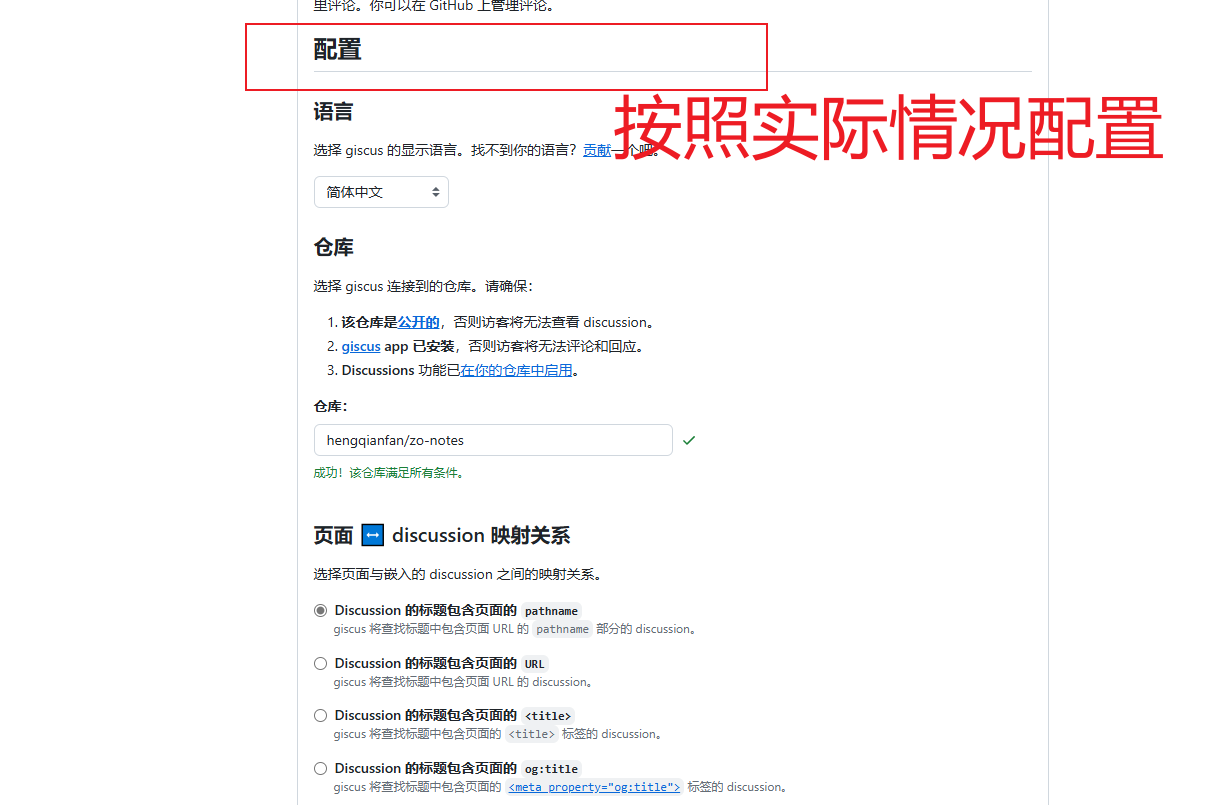 里评论。你可以在 GitHub 上管理评论。
配置
按照实际情况配置
语言
选择 giscus 的显示语言。找不到你的语言？贡献一个吧。
简体中文
仓库
选择 giscus 连接到的仓库。请确保：
1. 该仓库是公开的，否则访客将无法查看 discussion。
2. giscus app 已安装，否则访客将无法评论和回应。
3. Discussions 功能已在你的仓库中启用。
仓库：
hengqianfan/zo-notes
成功！该仓库满足所有条件。
页面 ↔ discussion 映射关系
选择页面与嵌入的 discussion 之间的映射关系。
Discussion 的标题包含页面的 pathname
giscus 将查找标题中包含页面 URL 的 pathname 部分的 discussion。
Discussion 的标题包含页面的 URL
giscus 将查找标题中包含页面 URL 的 discussion。
Discussion 的标题包含页面的 <title>
giscus 将查找标题中包含页面的 <title> 标签的 discussion。
Discussion 的标题包含页面的 og:title
giscus 将查找标题中包含页面的 <meta property="og:title"> 标签的 discussion。